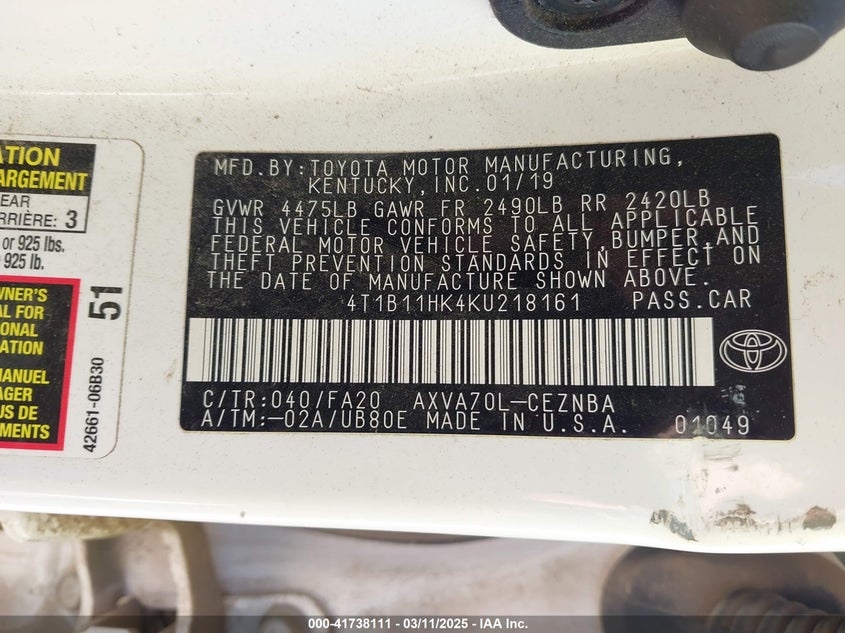 ATION
ARGEMENT
EAR
RRIÈRE: 3
or 925 lbs.
925 lb.
WNER'S
AL FOR
IONAL
ATION
MANUEL
AGER
US DE
MENTS
51
42661-06B30
MFD.BY:TOYOTA MOTOR MANUFACTURING,
KENTUCKY,INC.01/19
GVWR 4475LB GAWR FR 2490LB RR 2420LB
THIS VEHICLE CONFORMS TO ALL APPLICABLE
FEDERAL MOTOR VEHICLE SAFETY,BUMPER,AND
THEFT PREVENTION STANDARDS IN EFFECT ON
THE DATE OF MANUFACTURE SHOWN ABOVE.
4T1B11HK4KU218161 PASS.CAR
C/TR:040/FA20 AXVA70L-CEZNBA
A/TM:-02A/UB80E MADE IN U.S.A. 01049
000-41738111 - 03/11/2025 - IAA Inc.